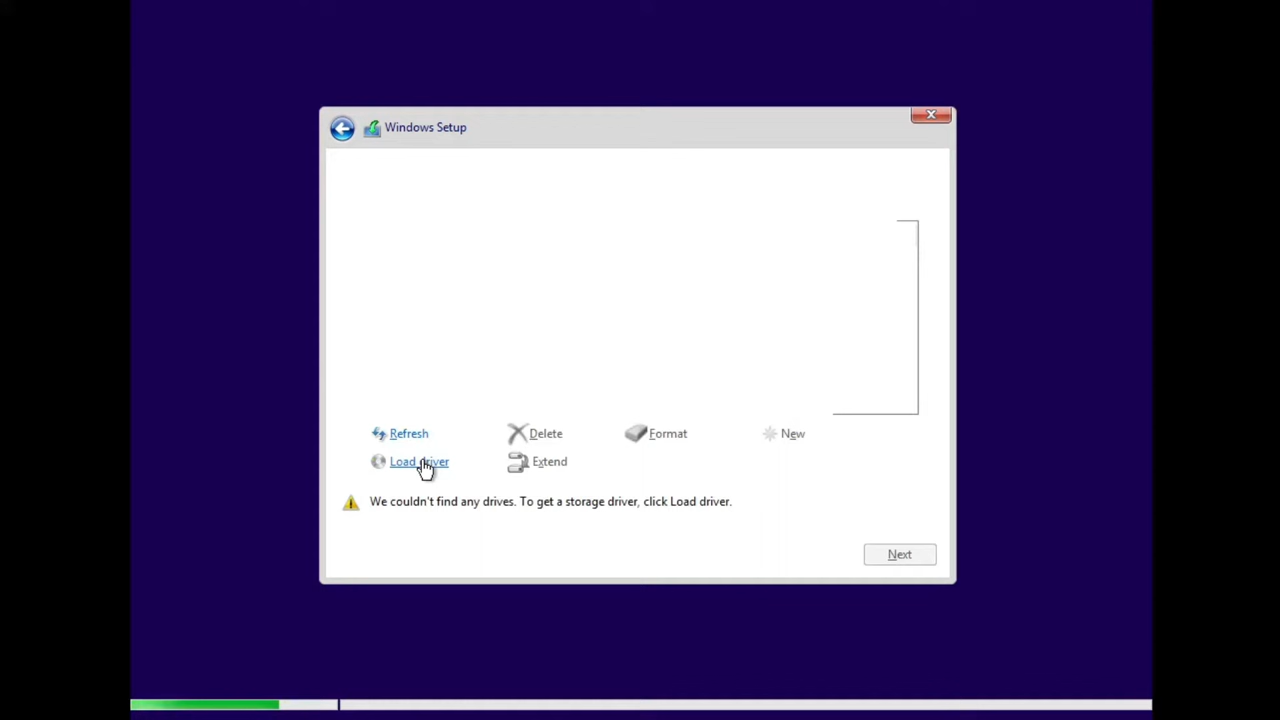 Windows Setup
Refresh Delete Format New
Load driver Extend
We couldn't find any drives. To get a storage driver, click Load driver.
Next